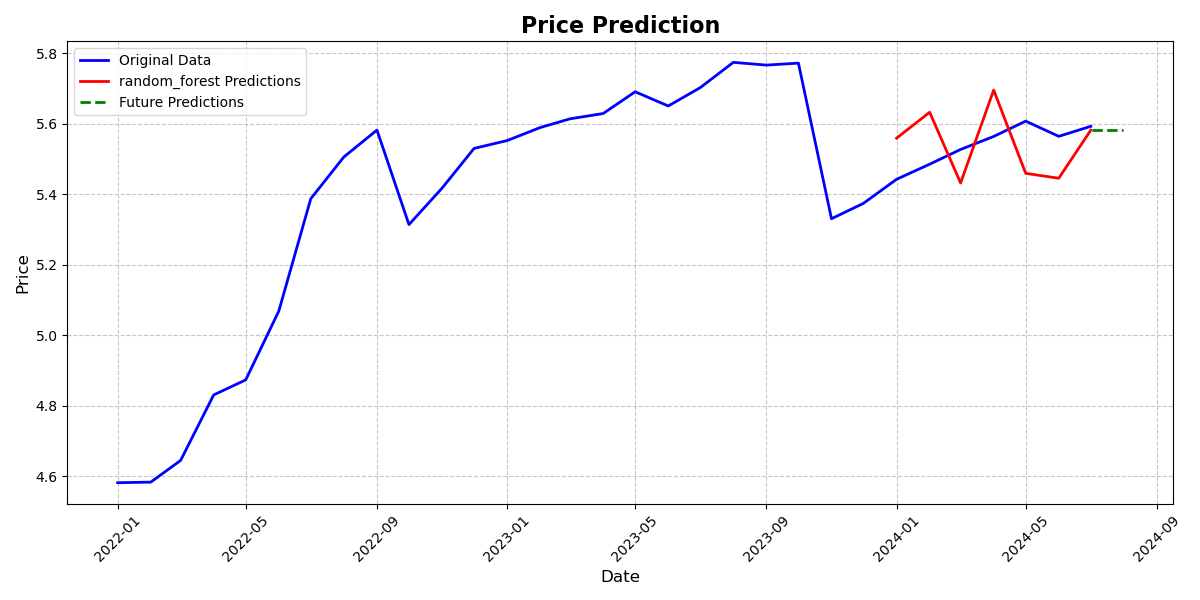 Price Prediction
Original Data
random_forest Predictions
Future Predictions
Price
5.8
5.6
5.4
5.2
5.0
4.8
4.6
2022-01
2022-05
2022-09
2023-01
2023-05
2023-09
2024-01
2024-05
2024-09
Date